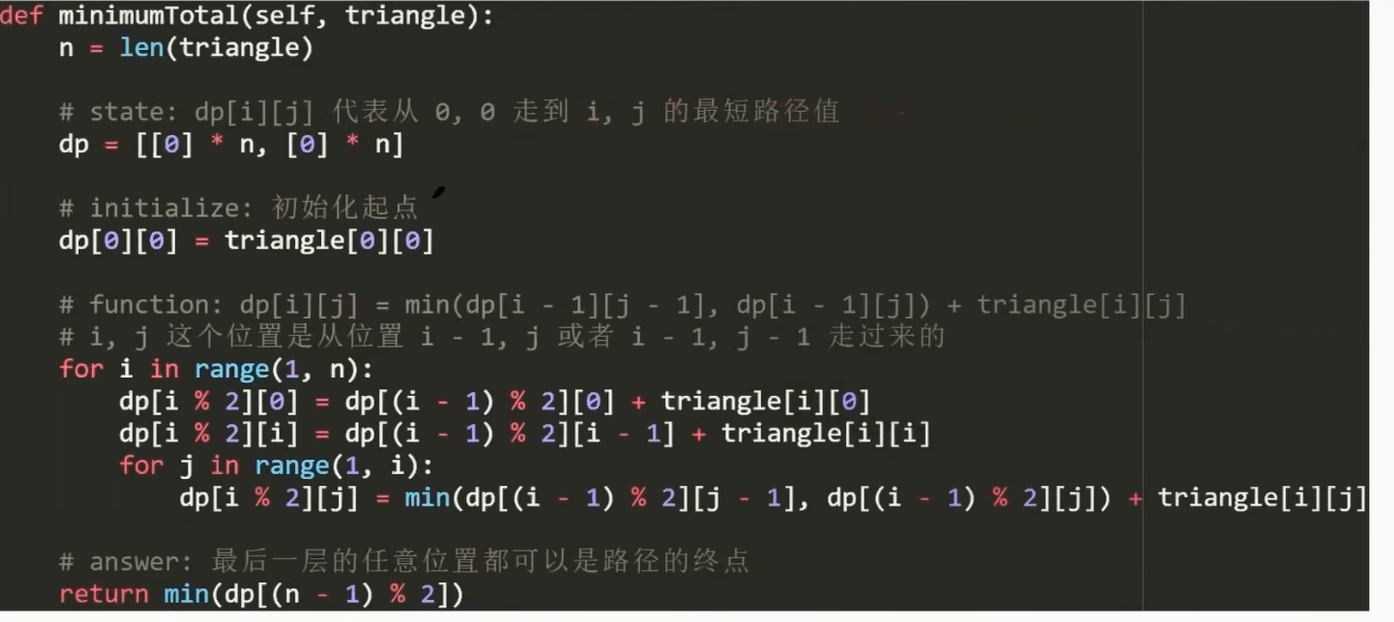 def minimumTotal(self, triangle):
    n = len(triangle)
    # state: dp[i][j] 代表从 0, 0 走到 i, j 的最短路径值
    dp = [[0] * n, [0] * n]
    # initialize: 初始化起点
    dp[0][0] = triangle[0][0]
    # function: dp[i][j] = min(dp[i - 1][j - 1], dp[i - 1][j]) + triangle[i][j]
    # i, j 这个位置是从位置 i - 1, j 或者 i - 1, j - 1 走过来的
    for i in range(1, n):
        dp[i % 2][0] = dp[(i - 1) % 2][0] + triangle[i][0]
        dp[i % 2][i] = dp[(i - 1) % 2][i - 1] + triangle[i][i]
        for j in range(1, i):
            dp[i % 2][j] = min(dp[(i - 1) % 2][j - 1], dp[(i - 1) % 2][j]) + triangle[i][j]
    # answer: 最后一层的任意位置都可以是路径的终点
    return min(dp[(n - 1) % 2])